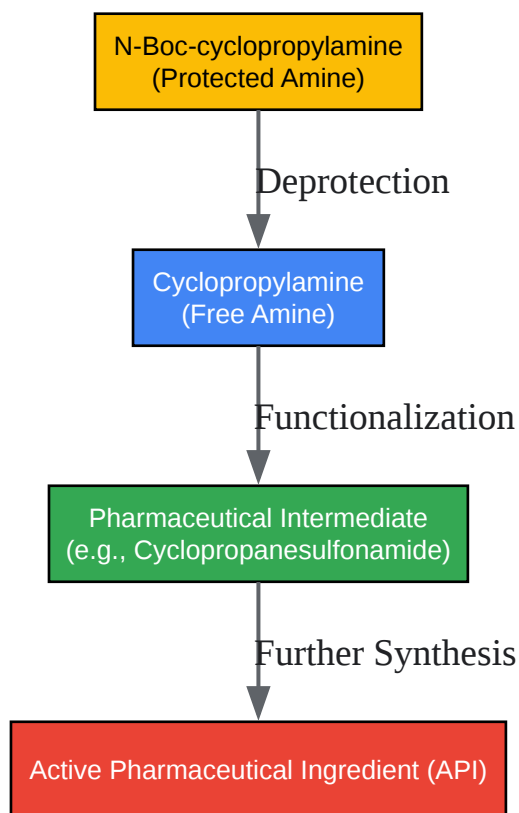 N-Boc-cyclopropylamine
(Protected Amine)
Deprotection
Cyclopropylamine
(Free Amine)
Functionalization
Pharmaceutical Intermediate
(e.g., Cyclopropanesulfonamide)
Further Synthesis
Active Pharmaceutical Ingredient (API)